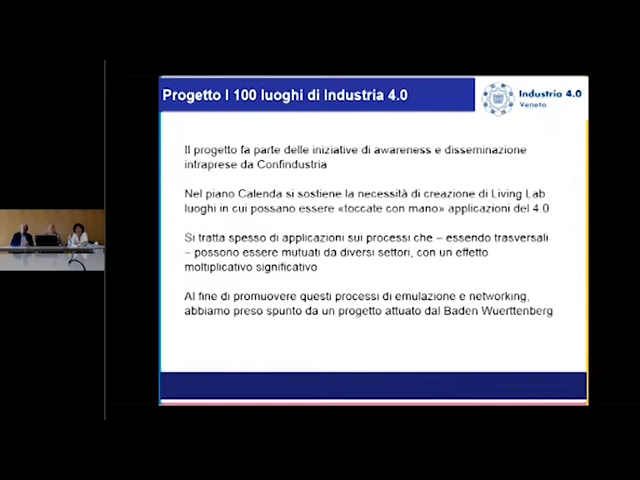 Progetto I 100 luoghi di Industria 4.0
Industria 4.0
Veneto
Il progetto fa parte delle iniziative di awareness e disseminazione
intraprese da Confindustria
Nel piano Calenda si sostiene la necessità di creazione di Living Lab
luoghi in cui possano essere «toccate con mano» applicazioni del 4.0
Si tratta spesso di applicazioni sui processi che – essendo trasversali
– possono essere mutuati da diversi settori, con un effetto
moltiplicativo significativo
Al fine di promuovere questi processi di emulazione e networking,
abbiamo preso spunto da un progetto attuato dal Baden Wuerttenberg